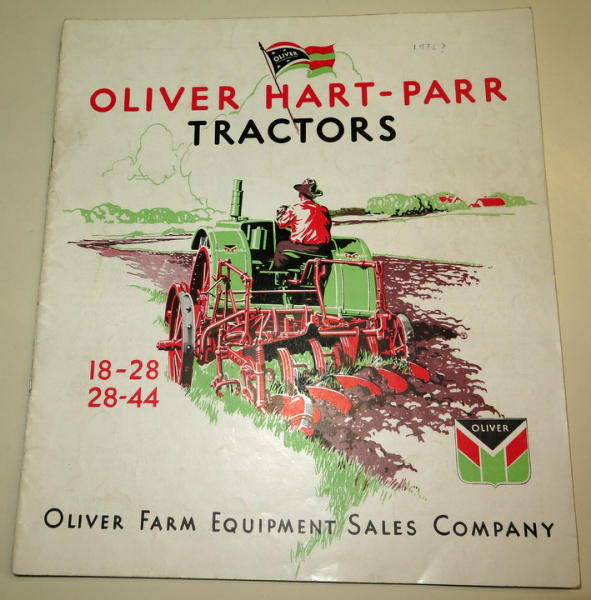 OLIVER
OLIVER HART-PARR
TRACTORS
18-28
28-44
OLIVER
OLIVER FARM EQUIPMENT SALES COMPANY